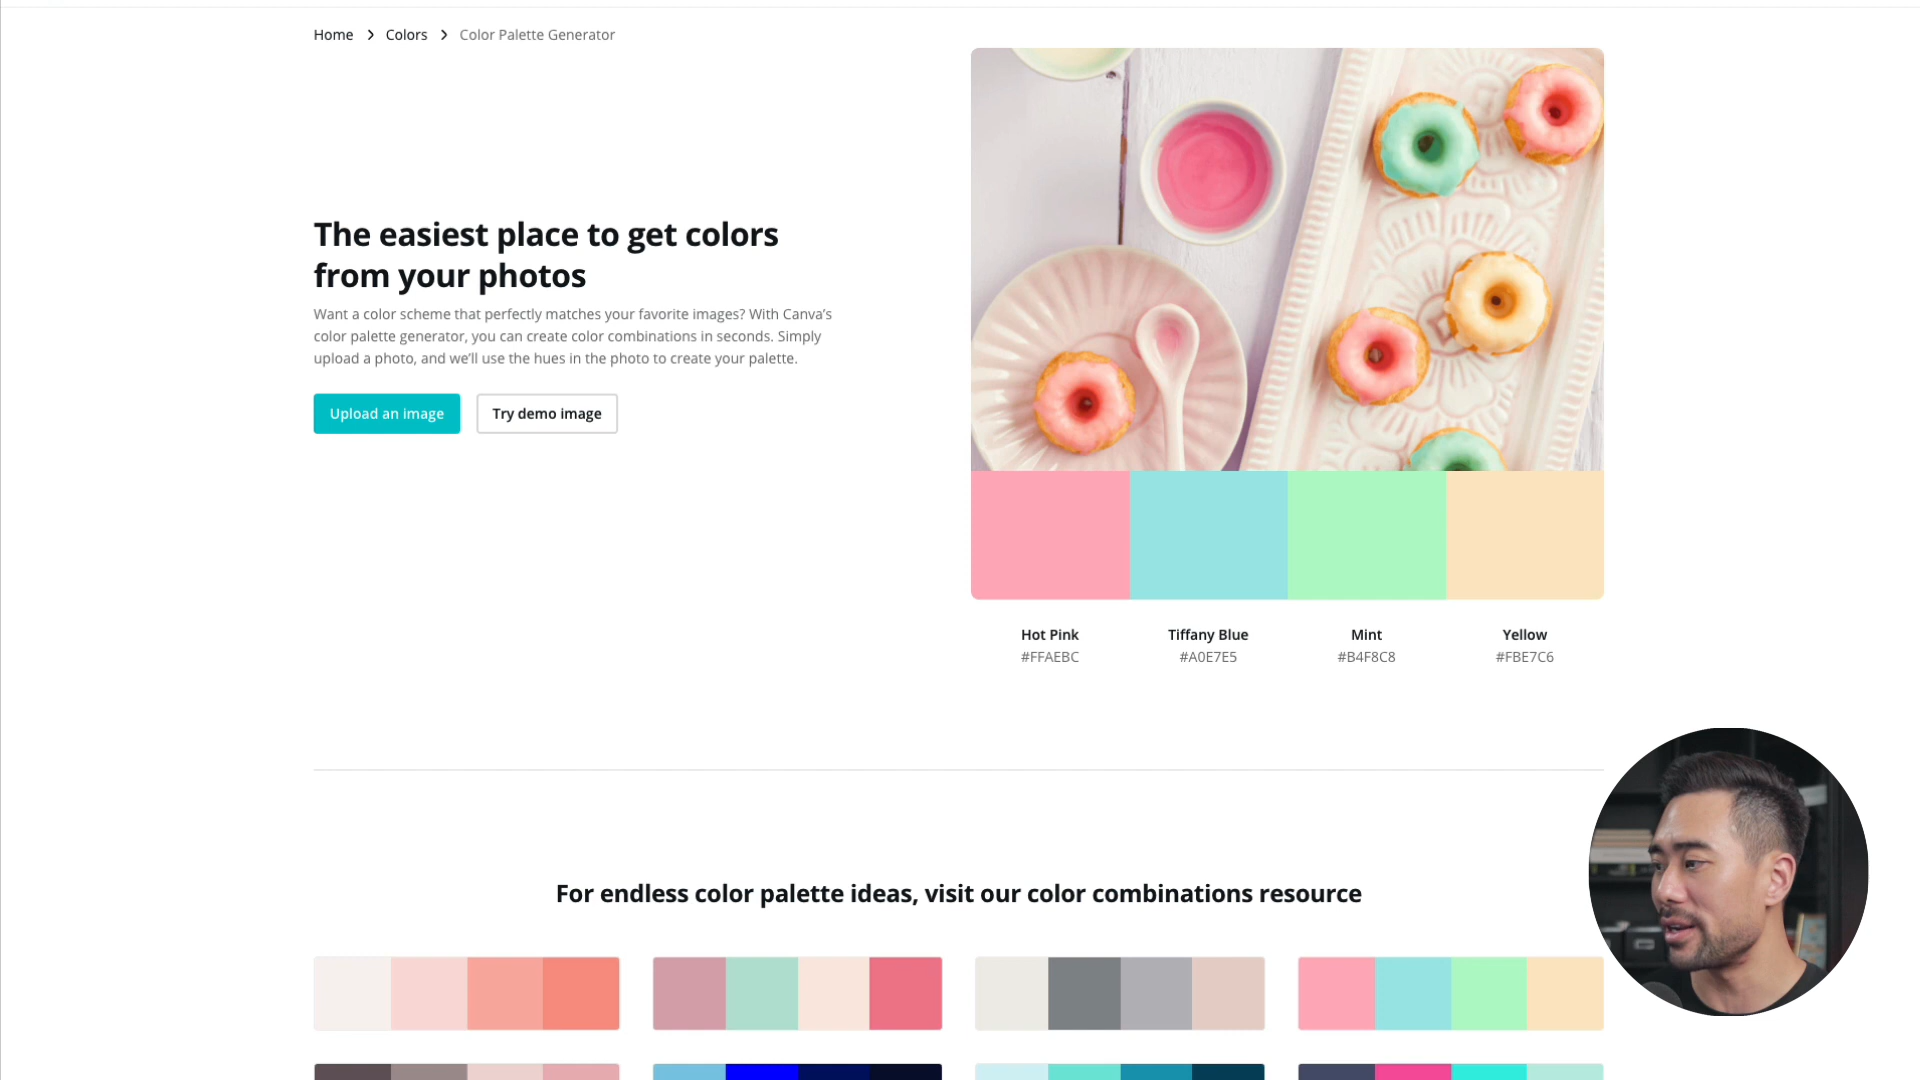 Home > Colors > Color Palette Generator
The easiest place to get colors
from your photos
Want a color scheme that perfectly matches your favorite images? With Canva’s
color palette generator, you can create color combinations in seconds. Simply
upload a photo, and we’ll use the hues in the photo to create your palette.
Upload an image
Try demo image
Hot Pink
#FFAEBC
Tiffany Blue
#A0E7E5
Mint
#B4F8C8
Yellow
#FBE7C6
For endless color palette ideas, visit our color combinations resource